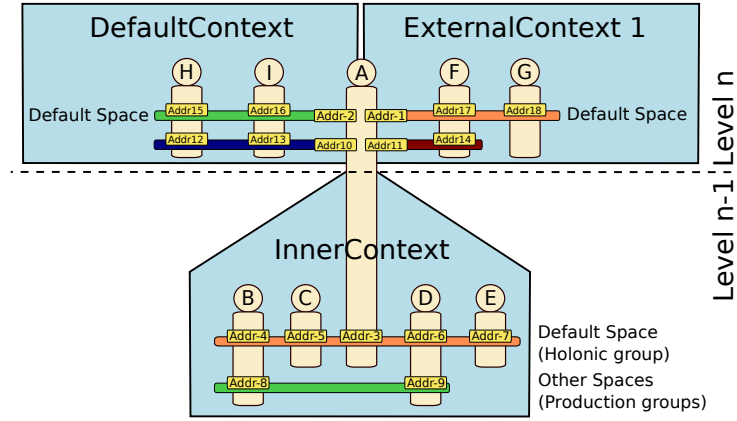 DefaultContext
ExternalContext 1
H
I
A
F
G
Default Space
Addr15
Addr16
Addr-2
Addr-1
Addr17
Addr18
Default Space
Addr12
Addr13
Addr10
Addr11
Addr14
Level n
Level n-1
InnerContext
B
C
D
E
Addr-4
Addr-5
Addr-3
Addr-6
Addr-7
Default Space
(Holonic group)
Addr-8
Addr-9
Other Spaces
(Production groups)